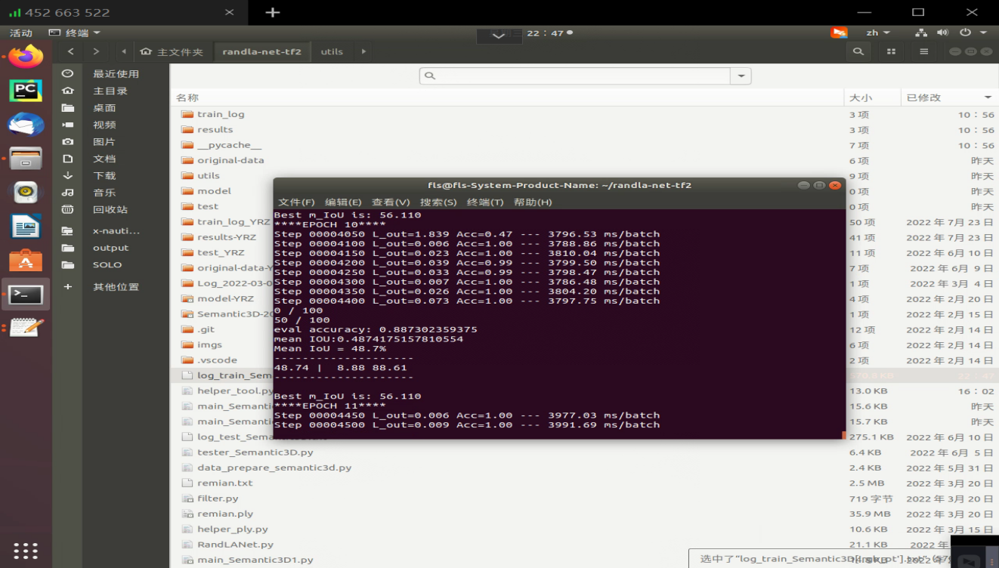 452 663 522
活动 终端 22：47 zh
主文件夹 randla-net-tf2 utils
最近使用
主目录
桌面
视频
图片
文档
下载
音乐
回收站
x-nauti...
output
SOLO
其他位置
名称 大小 已修改
train_log 3 项 10：56
results 3 项 10：56
__pycache__ 7 项 10：56
original-data 6 项 昨天
utils 9 项 昨天
model 0 项 昨天
test 0 项 昨天
train_log_YRZ 50 项 2022 年 7月 23 日
results-YRZ 41 项 2022 年 7月 23 日
test_YRZ 11 项 2022 年 6月 10 日
original-data-Y 7 项 2022 年 6月 9 日
Log_2022-03-0 1 项 2022 年 3月 4 日
model-YRZ 4 项 2022 年 2月 20 日
Semantic3D-20 1 项 2022 年 2月 15 日
.git 12 项 2022 年 2月 14 日
imgs 6 项 2022 年 2月 14 日
.vscode 2 项 2022 年 2月 14 日
log_train_Sem 22：47
helper_tool.py 13.0 KB 16：02
main_Semanti 15.6 KB 昨天
main_Semanti 15.7 KB 昨天
log_test_Sema 275.1 KB 2022 年 6月 10 日
tester_Semantic3D.py 6.4 KB 2022 年 6月 5 日
data_prepare_semantic3d.py 2.4 KB 2022 年 5月 31 日
remian.txt 2.5 MB 2022 年 3月 20 日
filter.py 719 字节 2022 年 3月 20 日
remian.ply 35.9 MB 2022 年 3月 20 日
helper_ply.py 10.6 KB 2022 年 3月 15 日
RandLANet.py 21.1 KB 2022 年
main_Semantic3D1.py
fls@fls-System-Product-Name: ~/randla-net-tf2
文件(F) 编辑(E) 查看(V) 搜索(S) 终端(T) 帮助(H)
Best m_IoU is: 56.110
****EPOCH 10****
Step 00004050 L_out=1.839 Acc=0.47 --- 3796.53 ms/batch
Step 00004100 L_out=0.006 Acc=1.00 --- 3788.86 ms/batch
Step 00004150 L_out=0.023 Acc=1.00 --- 3810.04 ms/batch
Step 00004200 L_out=0.039 Acc=0.99 --- 3799.50 ms/batch
Step 00004250 L_out=0.033 Acc=0.99 --- 3798.47 ms/batch
Step 00004300 L_out=0.007 Acc=1.00 --- 3786.48 ms/batch
Step 00004350 L_out=0.026 Acc=1.00 --- 3804.20 ms/batch
Step 00004400 L_out=0.073 Acc=1.00 --- 3797.75 ms/batch
0 / 100
50 / 100
eval accuracy: 0.887302359375
mean IOU:0.4874175157810554
Mean IoU = 48.7%
--------------------
48.74 |  8.88 88.61
--------------------
Best m_IoU is: 56.110
****EPOCH 11****
Step 00004450 L_out=0.006 Acc=1.00 --- 3977.03 ms/batch
Step 00004500 L_out=0.009 Acc=1.00 --- 3991.69 ms/batch
选中了"log_train_Semantic3D
PC